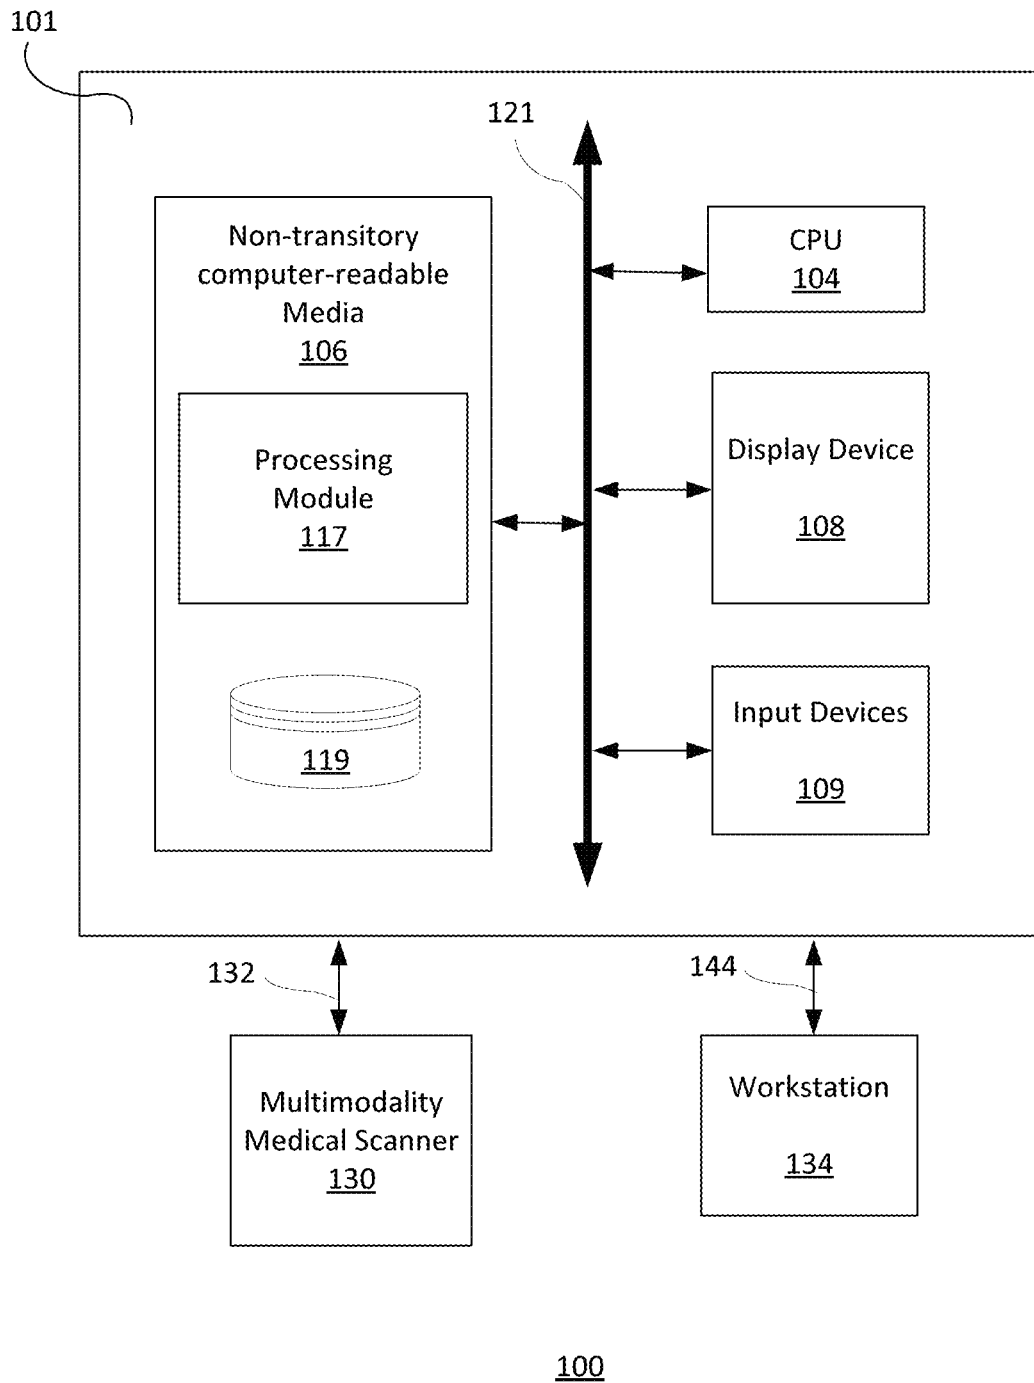 101
121
Non-transitory
computer-readable
Media
106
CPU
104
Processing
Module
117
Display Device
108
119
Input Devices
109
132
144
Multimodality
Medical Scanner
130
Workstation
134
100